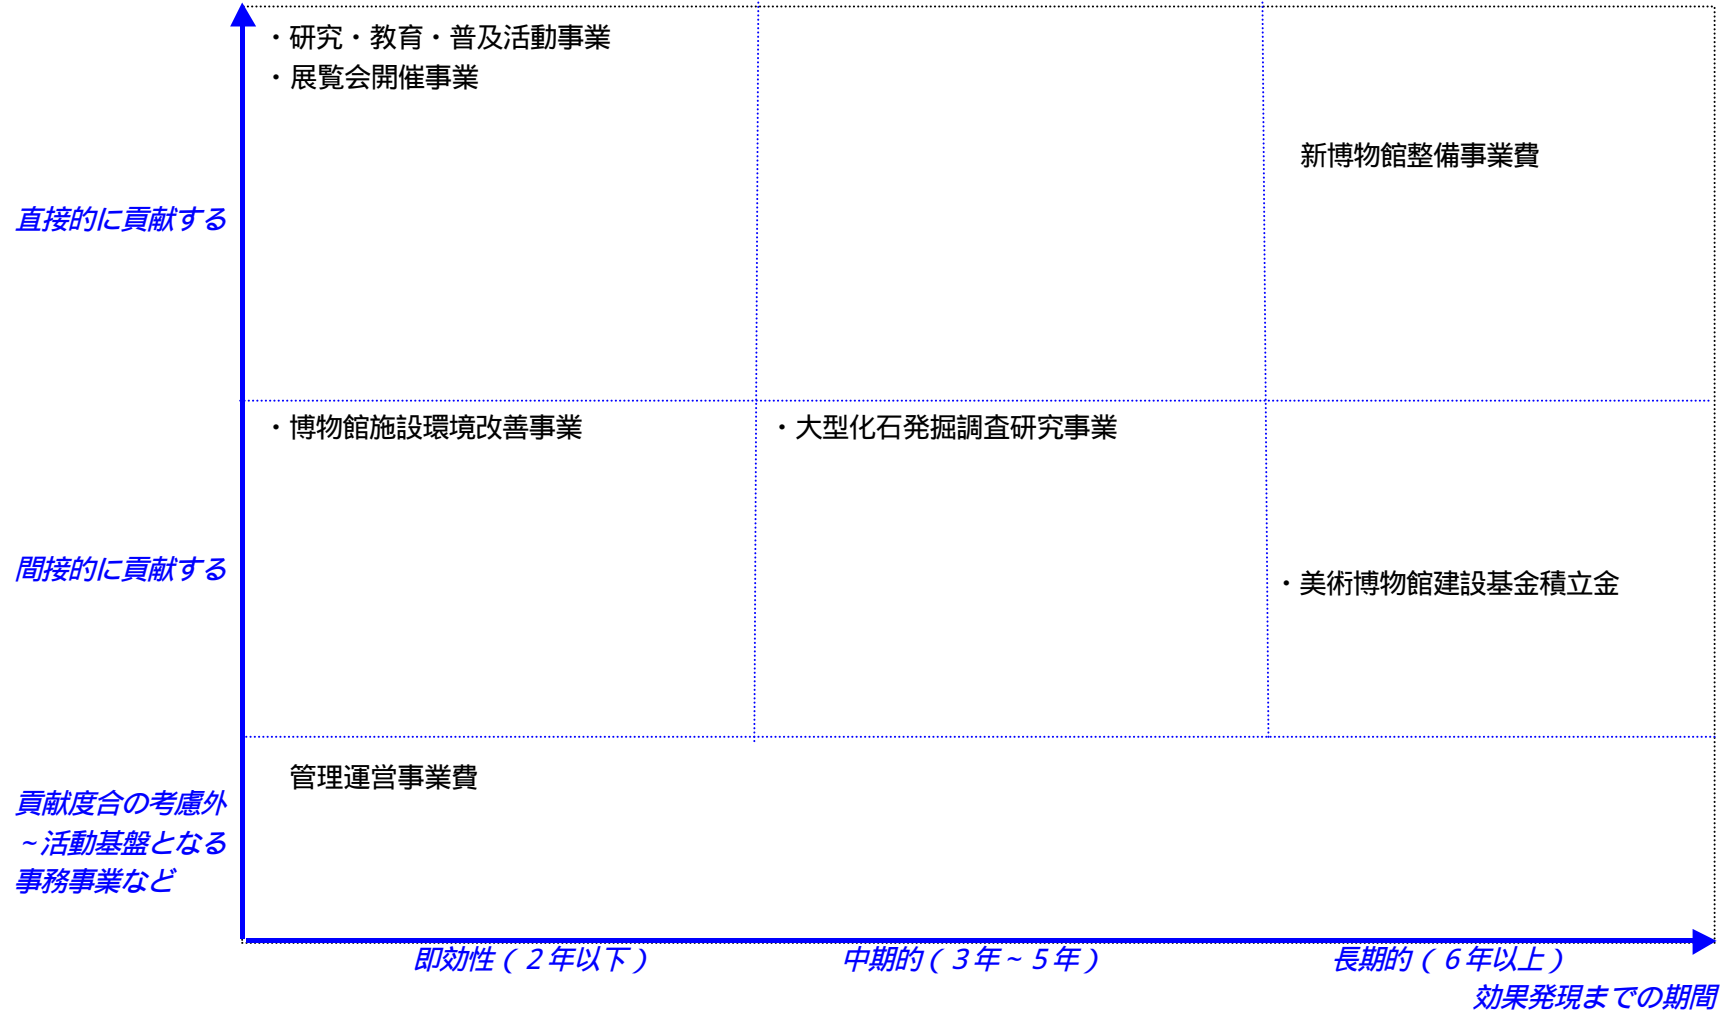 ・研究・教育・普及活動事業
・展覧会開催事業
新博物館整備事業費
直接的に貢献する
・博物館施設環境改善事業
・大型化石発掘調査研究事業
間接的に貢献する
・美術博物館建設基金積立金
管理運営事業費
貢献度合の考慮外
~活動基盤となる
事務事業など
即効性(2年以下)
中期的(3年~5年)
長期的(6年以上)
効果発現までの期間